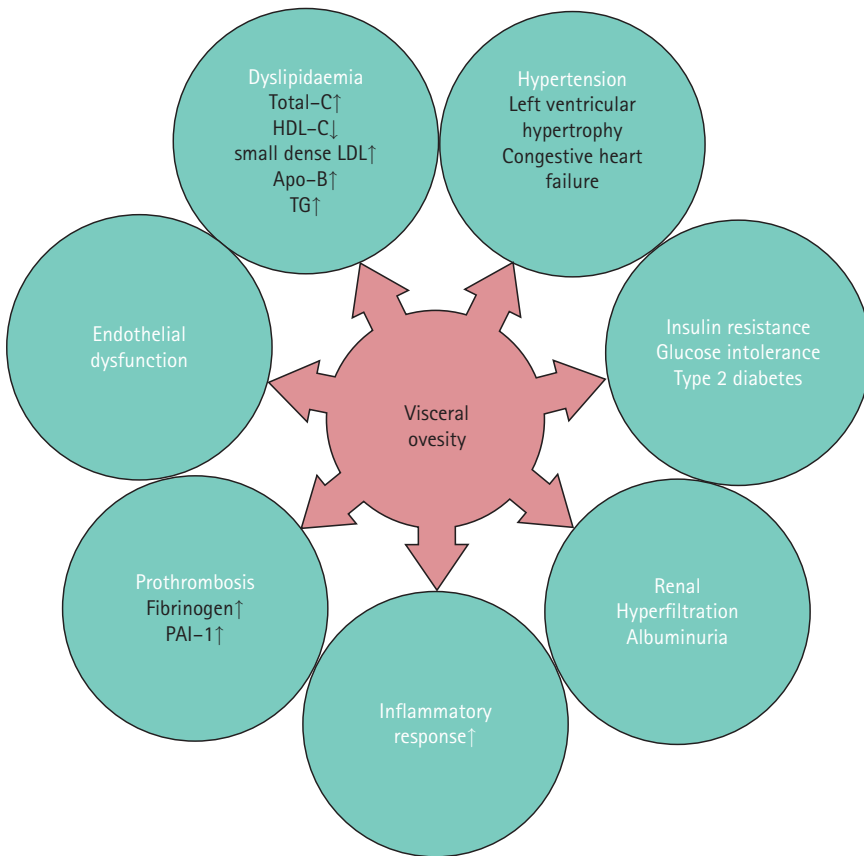 Dyslipidaemia
Total–C↑
HDL–C↓
small dense LDL↑
Apo–B↑
TG↑
Hypertension
Left ventricular
hypertrophy
Congestive heart
failure
Endothelial
dysfunction
Insulin resistance
Glucose intolerance
Type 2 diabetes
Visceral
ovesity
Prothrombosis
Fibrinogen↑
PAI–1↑
Renal
Hyperfiltration
Albuminuria
Inflammatory
response↑